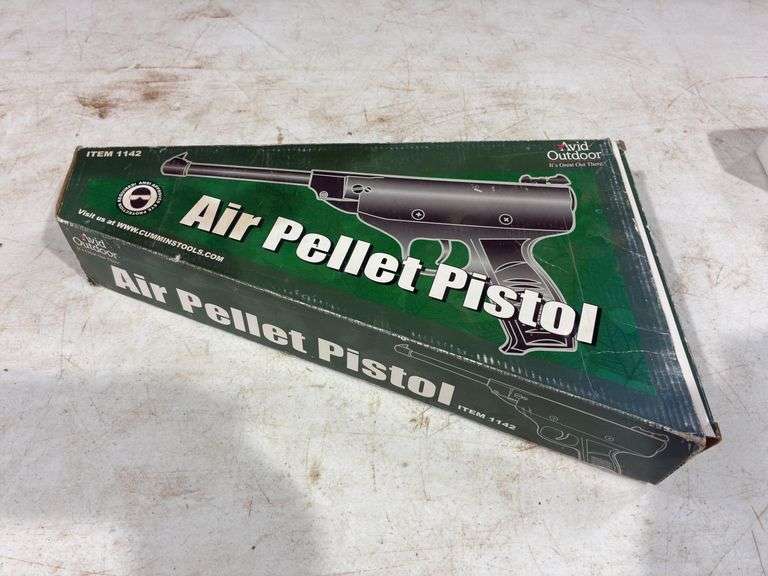 ITEM 1142
Avid
Outdoor
It's Great Out There.
Visit us at WWW.CUMMINSTOOLS.COM
Air Pellet Pistol
Avid
Outdoor
Air Pellet Pistol
ITEM 1142